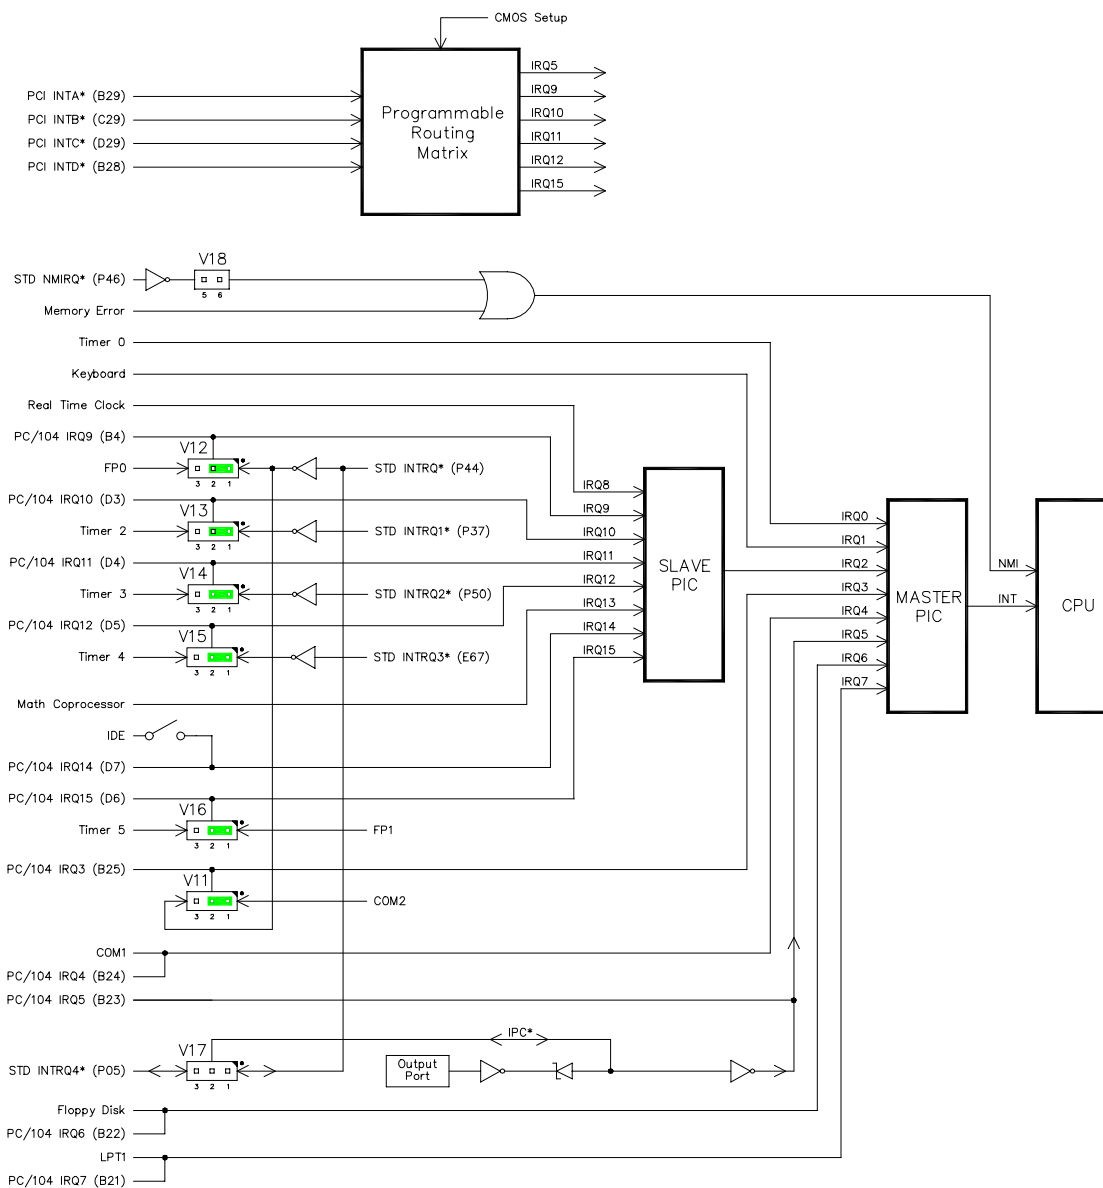 CMOS Setup
PCI INTA* (B29)
PCI INTB* (C29)
PCI INTC* (D29)
PCI INTD* (B28)
Programmable
Routing
Matrix
IRQ5
IRQ9
IRQ10
IRQ11
IRQ12
IRQ15
STD NMIRQ* (P46)
V18
5 6
Memory Error
Timer 0
Keyboard
Real Time Clock
PC/104 IRQ9 (B4)
V12
FP0
3 2 1
STD INTRQ* (P44)
PC/104 IRQ10 (D3)
V13
Timer 2
3 2 1
STD INTRQ1* (P37)
PC/104 IRQ11 (D4)
V14
Timer 3
3 2 1
STD INTRQ2* (P50)
PC/104 IRQ12 (D5)
V15
Timer 4
3 2 1
STD INTRQ3* (E67)
Math Coprocessor
IDE
PC/104 IRQ14 (D7)
PC/104 IRQ15 (D6)
V16
Timer 5
3 2 1
FP1
PC/104 IRQ3 (B25)
V11
3 2 1
COM2
COM1
PC/104 IRQ4 (B24)
PC/104 IRQ5 (B23)
V17
STD INTRQ4* (P05)
3 2 1
IPC*
Output
Port
Floppy Disk
PC/104 IRQ6 (B22)
LPT1
PC/104 IRQ7 (B21)
IRQ8
IRQ9
IRQ10
IRQ11
IRQ12
IRQ13
IRQ14
IRQ15
SLAVE
PIC
IRQ0
IRQ1
IRQ2
IRQ3
IRQ4
IRQ5
IRQ6
IRQ7
MASTER
PIC
NMI
INT
CPU